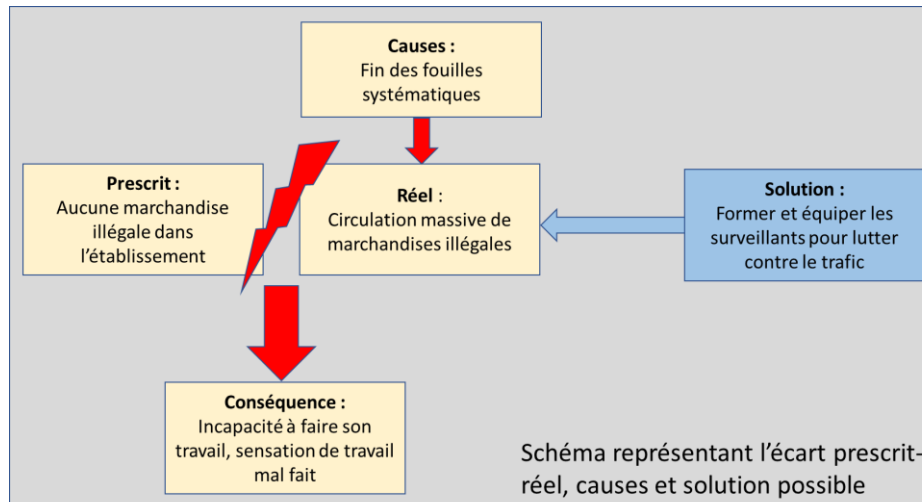 Causes :
Fin des fouilles
systématiques
Prescrit :
Aucune marchandise
illégale dans
l'établissement
Réel :
Circulation massive de
marchandises illégales
Solution :
Former et équiper les
surveillants pour lutter
contre le trafic
Conséquence :
Incapacité à faire son
travail, sensation de travail
mal fait
Schéma représentant l'écart prescrit-
réel, causes et solution possible